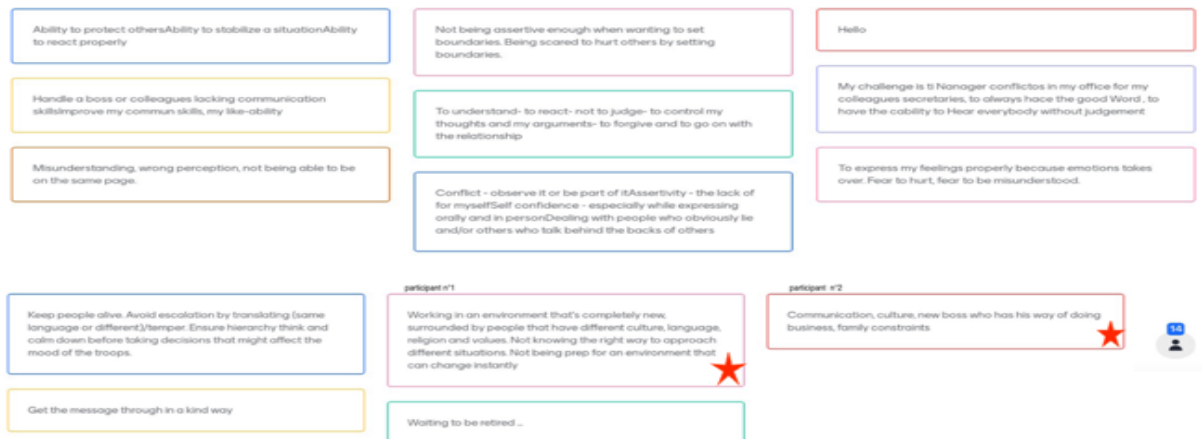 Ability to protect othersAbility to stabilize a situationAbility
to react properly
Handle a boss or colleagues lacking communication
skillsImprove my commun skills, my like-ability
Misunderstanding, wrong perception, not being able to be
on the same page.
Not being assertive enough when wanting to set
boundaries. Being scared to hurt others by setting
boundaries.
To understand- to react- not to judge- to control my
thoughts and my arguments- to forgive and to go on with
the relationship
Conflict - observe it or be part of itAssertivity - the lack of
for myselfSelf confidence - especially while expressing
orally and in personDealing with people who obviously lie
and/or others who talk behind the backs of others
Hello
My challenge is ti Nanager conflictos in my office for my
colleagues secretaries, to always hace the good Word , to
have the cability to Hear everybody without judgement
To express my feelings properly because emotions takes
over. Fear to hurt, fear to be misunderstood.
Keep people alive. Avoid escalation by translating (same
language or different)/temper. Ensure hierarchy think and
calm down before taking decisions that might affect the
mood of the troops.
Get the message through in a kind way
participant n°1
Working in an environment that's completely new,
surrounded by people that have different culture, language,
religion and values. Not knowing the right way to approach
different situations. Not being prep for an environment that
can change instantly
Waiting to be retired ...
participant n°2
Communication, culture, new boss who has his way of doing
business, family constraints
14